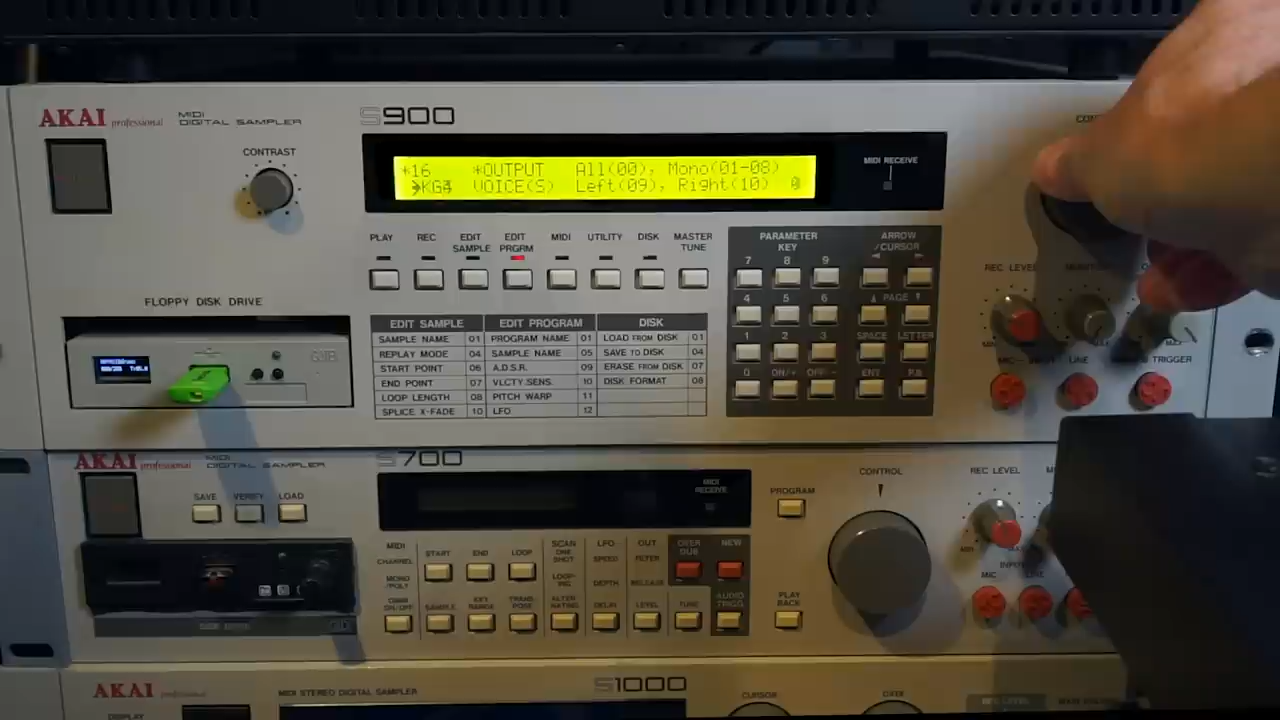 AKAI professional
MIDI DIGITAL SAMPLER
S900
CONTRAST
*16 *OUTPUT All(00), Mono(01-08)
VOICE(S) Left(09), Right(10)
MIDI RECEIVE
PLAY REC EDIT SAMPLE EDIT PRGRM MIDI UTILITY DISK MASTER TUNE
PARAMETER KEY
ARROW /CURSOR
7 8 9
4 5 6 PAGE
1 2 3 SPACE LETTER
0 ON/+ OFF/- ENT P.B
REC LEVEL
LINE TRIGGER
FLOPPY DISK DRIVE
EDIT SAMPLE EDIT PROGRAM DISK
SAMPLE NAME 01 PROGRAM NAME 01 LOAD FROM DISK 01
REPLAY MODE 04 SAMPLE NAME 05 SAVE TO DISK 04
START POINT 06 A.D.S.R. 09 ERASE FROM DISK 07
END POINT 07 VLCTY.SENS. 10 DISK FORMAT 08
LOOP LENGTH 08 PITCH WARP 11
SPLICE X-FADE 10 LFO 12
AKAI professional
MIDI DIGITAL SAMPLER
S700
SAVE VERIFY LOAD
MIDI RECEIVE
PROGRAM
CONTROL
REC LEVEL
MIDI CHANNEL START END LOOP SCAN ONE SHOT LFO SPEED OUT FILTER OVER DUB NEW
MONO /POLY LOOP-ING DEPTH RELEASE
SAMPLE KEY RANGE TRANS-POSE ALTER NATING DELAY LEVEL TUNE AUDIO TRIGG
PLAY BACK
MIC LINE
AKAI professional
MIDI STEREO DIGITAL SAMPLER
S1000
DISPLAY
CURSOR
DATA